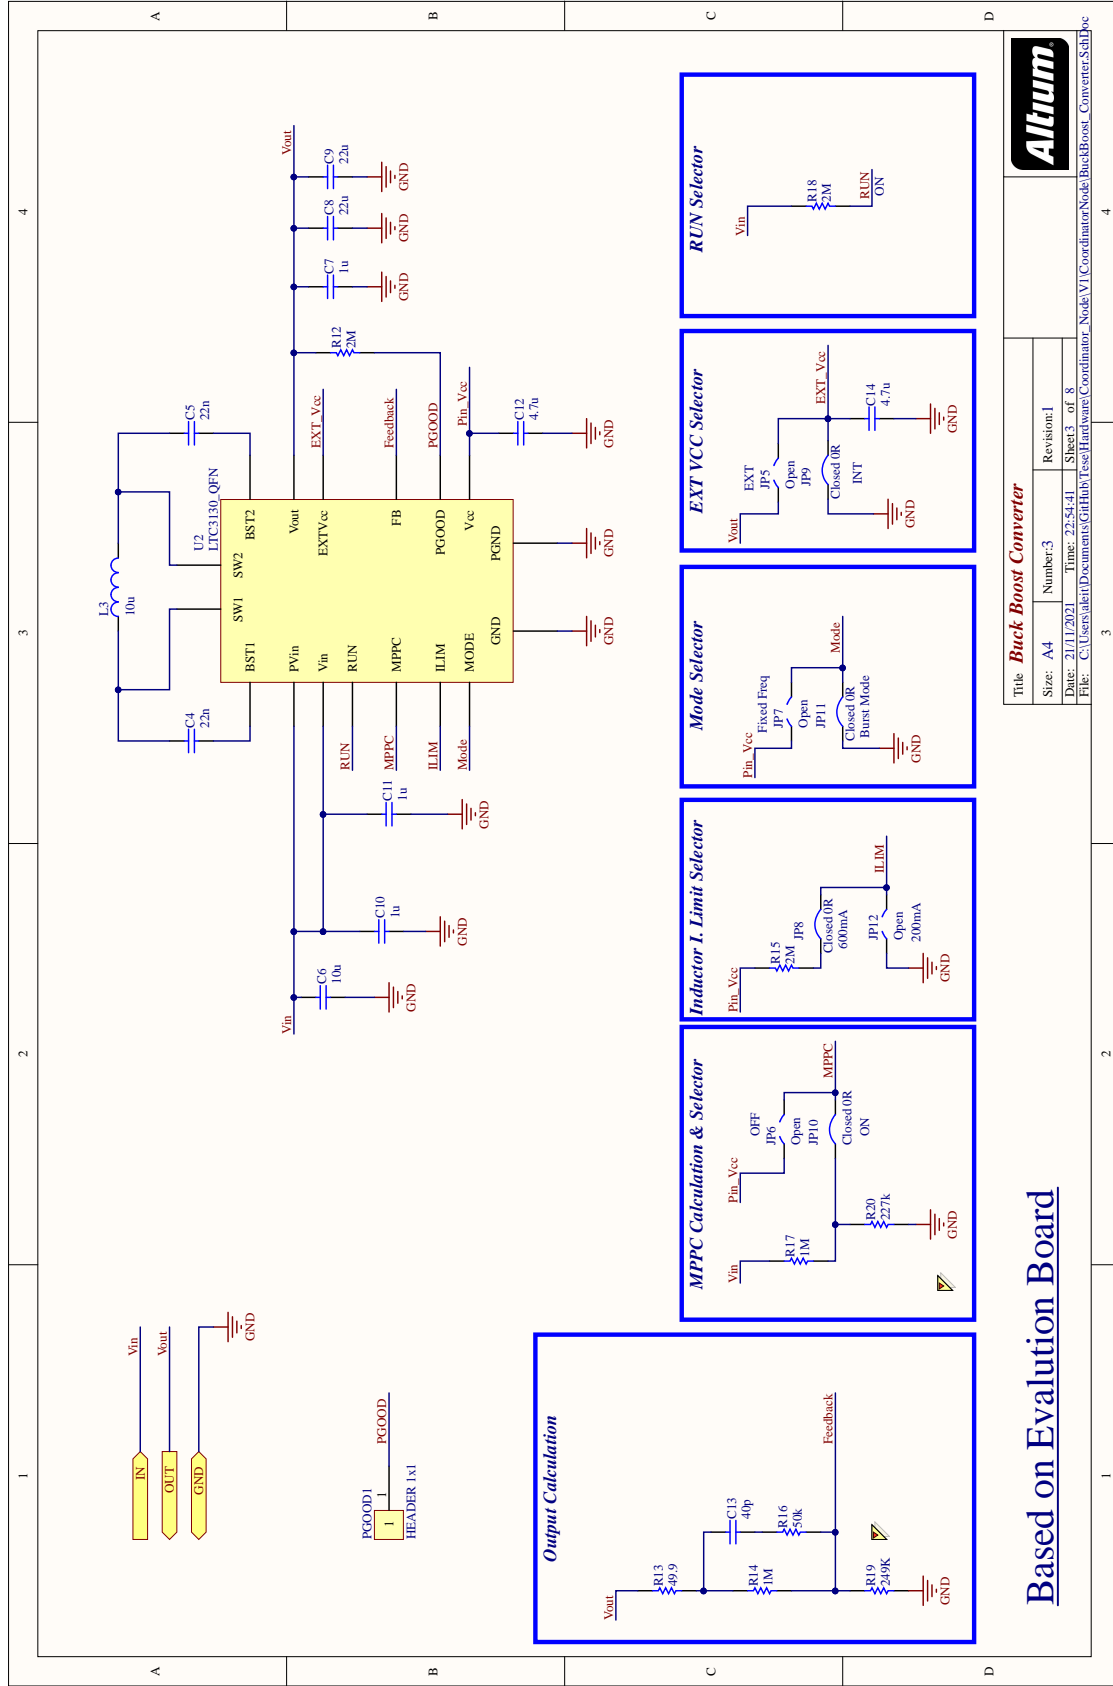 1
2
3
4
A
B
C
D
IN
Vin
OUT
Vout
GND
GND
PGOOD1
1
1
PGOOD
HEADER 1x1
L3
10u
C4
22n
C5
22n
U2
LTC3130_QFN
SW1
SW2
BST1
BST2
PVin
Vin
RUN
MPPC
ILIM
MODE
GND
PGND
Vout
EXTVcc
FB
PGOOD
Vcc
Vin
C6
10u
GND
C10
1u
GND
C11
1u
GND
RUN
MPPC
ILIM
Mode
GND
GND
EXT_Vcc
Feedback
PGOOD
Pin_Vcc
C12
4.7u
GND
R12
2M
C7
1u
GND
C8
22u
GND
C9
22u
GND
Vout
Output Calculation
Vout
R13
49.9
C13
40p
R14
1M
R16
50k
Feedback
R19
249K
GND
MPPC Calculation & Selector
Vin
R17
1M
R20
227k
GND
Pin_Vcc
OFF
JP6
Open
JP10
Closed 0R
ON
MPPC
Inductor I. Limit Selector
Pin_Vcc
R15
2M
JP8
Closed 0R
600mA
JP12
Open
200mA
ILIM
GND
Mode Selector
Pin_Vcc
Fixed Freq
JP7
Open
JP11
Closed 0R
Burst Mode
Mode
GND
EXT VCC Selector
Vout
EXT
JP5
Open
JP9
Closed 0R
INT
GND
EXT_Vcc
C14
4.7u
GND
RUN Selector
Vin
R18
2M
RUN
ON
Based on Evalution Board
Title Buck Boost Converter
Size: A4 Number:3 Revision:1
Date: 21/11/2021 Time: 22:54:41 Sheet3 of 8
File: C:\Users\aleit\Documents\GitHub\Tese\Hardware\Coordinator_Node\V1\CoordinatorNode\BuckBoost_Converter.SchDoc
Altium
1
2
3
4
A
B
C
D